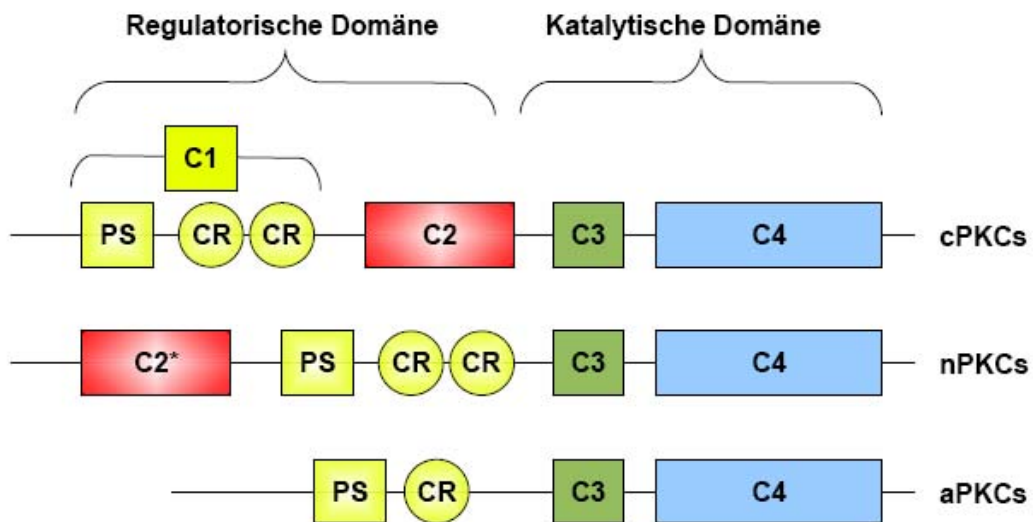 Regulatorische Domäne Katalytische Domäne
C1
PS CR CR C2 C3 C4 cPKCs
C2* PS CR CR C3 C4 nPKCs
PS CR C3 C4 aPKCs